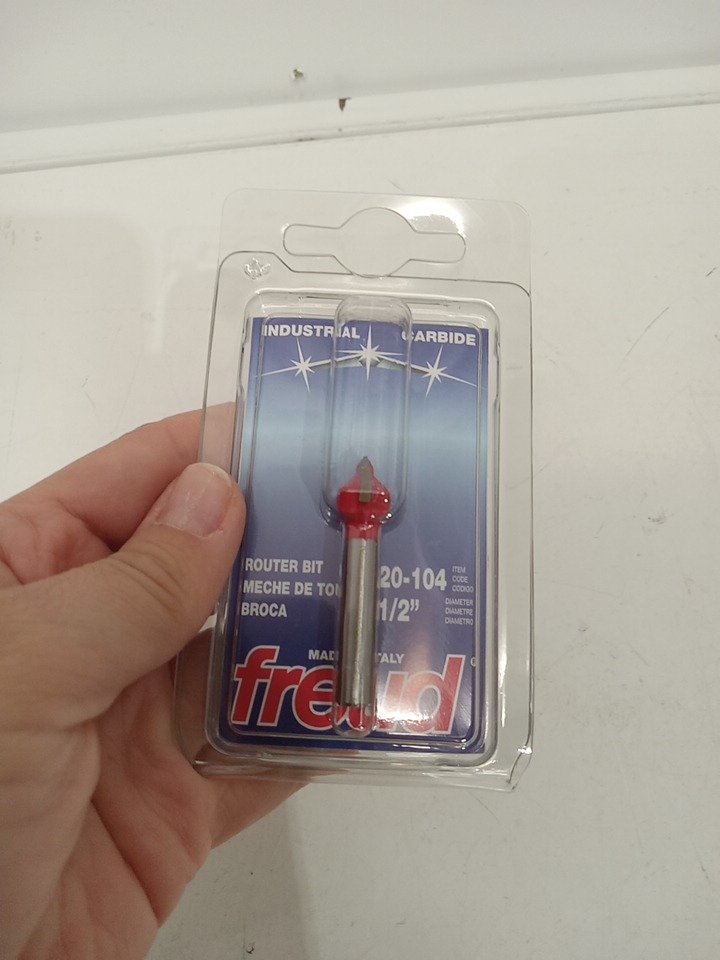 INDUSTRIAL CARBIDE
ROUTER BIT
MECHE DE
BROCA
20-104
ITEM
CODE
CODIGO
1/2”
DIAMETER
DIAMETRE
DIAMETRO
MADE ITALY
freud